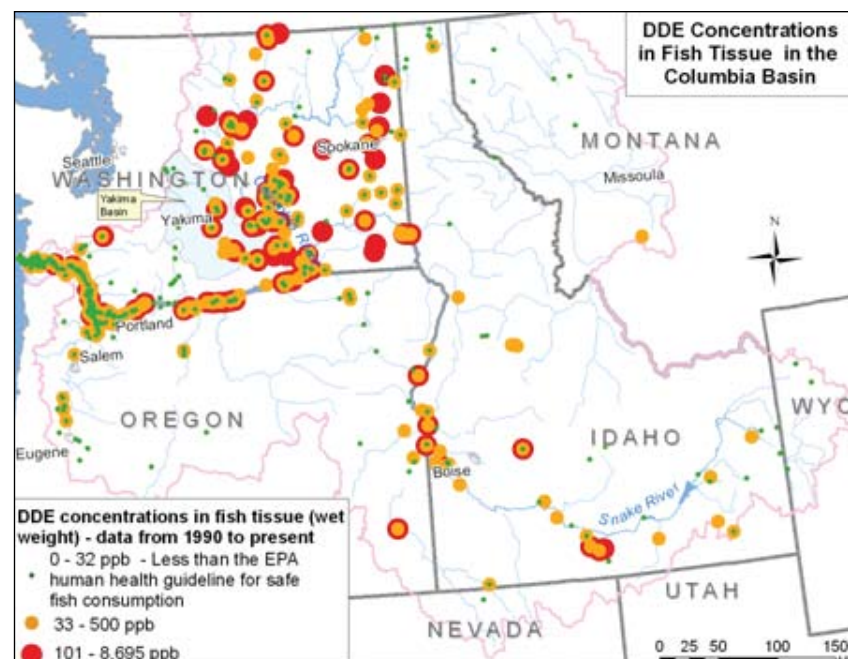 DDE Concentrations
in Fish Tissue in the
Columbia Basin
MONTANA
Spokane
Seattle
WASHINGTON
Missoula
Yakima
Basin
Yakima
N
Portland
Salem
OREGON
WYO
IDAHO
Eugene
Boise
Snake River
DDE concentrations in fish tissue (wet
weight) - data from 1990 to present
0 - 32 ppb - Less than the EPA
human health guideline for safe
fish consumption
33 - 500 ppb
101 - 8,695 ppb
UTAH
NEVADA
0 25 50 100 150